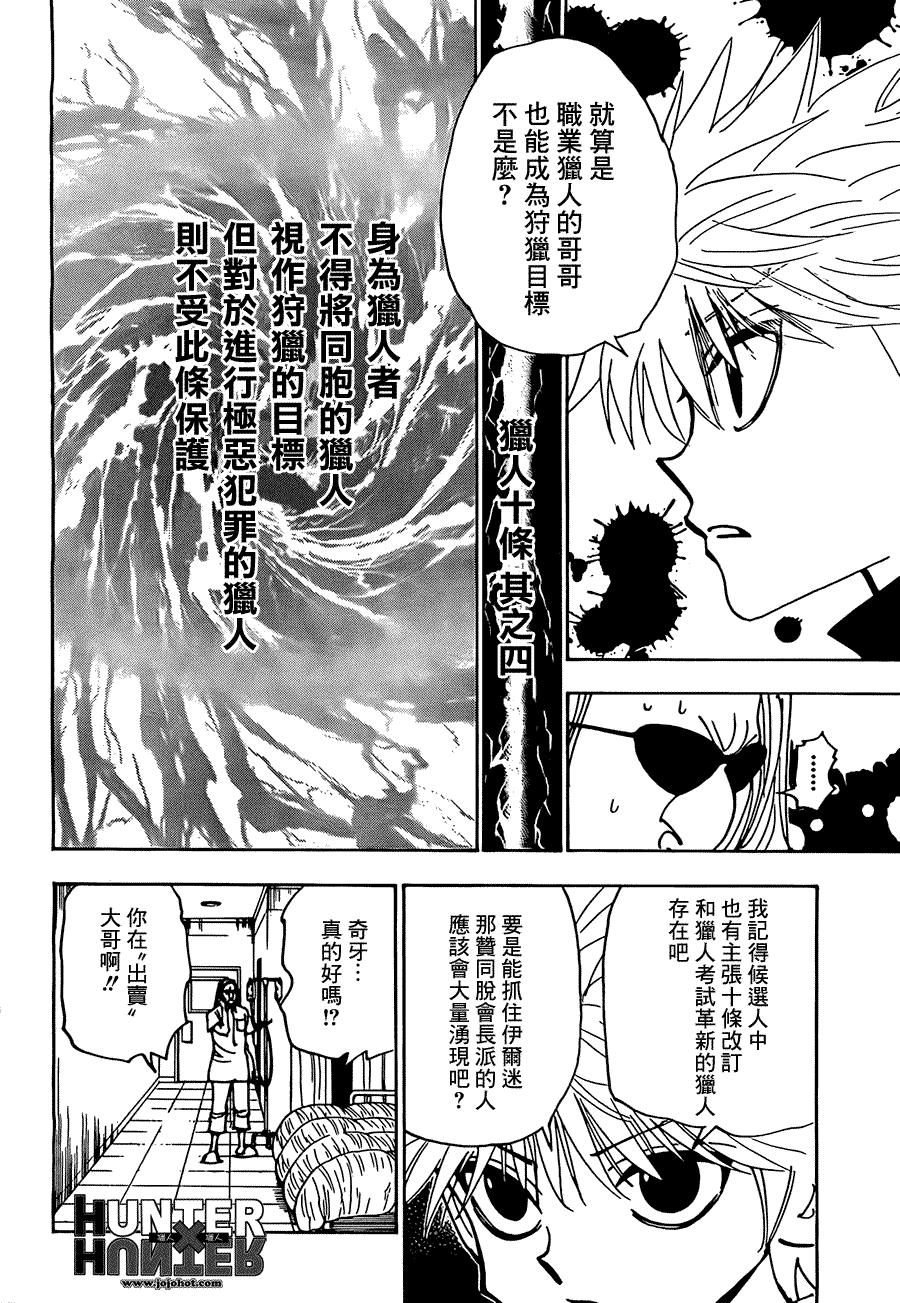 就算是
職業獵人的哥哥
也能成為狩獵目標
不是麼?
獵人十條 其之四
身為獵人者
不得將同胞的獵人
視作狩獵的目標
但對於進行極惡犯罪的獵人
則不受此條保護
……
我記得候選人中
也有主張十條改訂
和獵人考試革新的獵人
存在吧
要是能抓住伊爾迷
那贊同脫會長派的人
應該會大量湧現吧?
奇牙…
真的好嗎!?
你在〝出賣〞
大哥啊!!
HUNTER
獵人×獵人
HUNTER
www.jojohot.com